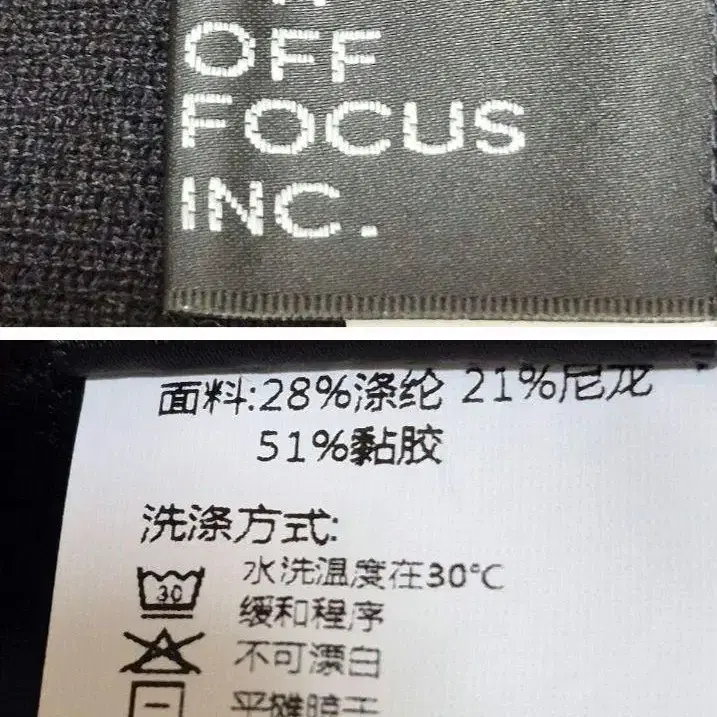 OFF
FOCUS
INC.
面料:28%涤纶 21%尼龙
51%黏胶
洗涤方式:
30
水洗温度在30℃
缓和程序
不可漂白